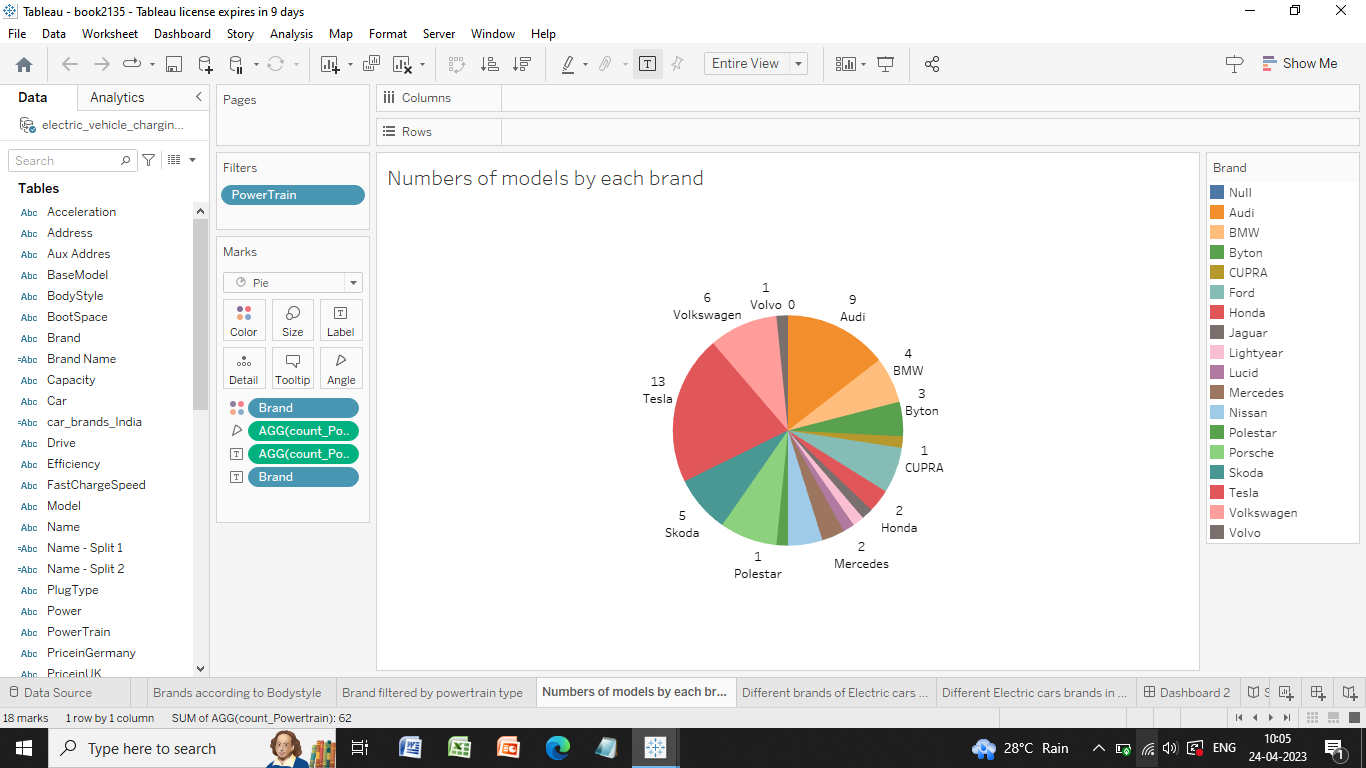 Tableau - book2135 - Tableau license expires in 9 days
File Data Worksheet Dashboard Story Analysis Map Format Server Window Help
Entire View
Show Me
Data
Analytics
electric_vehicle_chargin...
Search
Tables
Abc Acceleration
Abc Address
Abc Aux Addres
Abc BaseModel
Abc BodyStyle
Abc BootSpace
Abc Brand
=Abc Brand Name
Abc Capacity
Abc Car
=Abc car_brands_India
Abc Drive
Abc Efficiency
Abc FastChargeSpeed
Abc Model
Abc Name
=Abc Name - Split 1
=Abc Name - Split 2
Abc PlugType
Abc Power
Abc PowerTrain
Abc PriceinGermany
Abc PriceinUK
Pages
Filters
PowerTrain
Marks
Pie
Color
Size
Label
Detail
Tooltip
Angle
Brand
AGG(count_Po..
AGG(count_Po..
Brand
Columns
Rows
Numbers of models by each brand
0
9
Audi
4
BMW
3
Byton
1
CUPRA
2
Honda
2
Mercedes
1
Polestar
5
Skoda
13
Tesla
6
Volkswagen
1
Volvo
Brand
Null
Audi
BMW
Byton
CUPRA
Ford
Honda
Jaguar
Lightyear
Lucid
Mercedes
Nissan
Polestar
Porsche
Skoda
Tesla
Volkswagen
Volvo
Data Source
Brands according to Bodystyle
Brand filtered by powertrain type
Numbers of models by each br...
Different brands of Electric cars ...
Different Electric cars brands in ...
Dashboard 2
18 marks
1 row by 1 column
SUM of AGG(count_Powertrain): 62
Type here to search
28°C Rain
ENG
10:05
24-04-2023
1